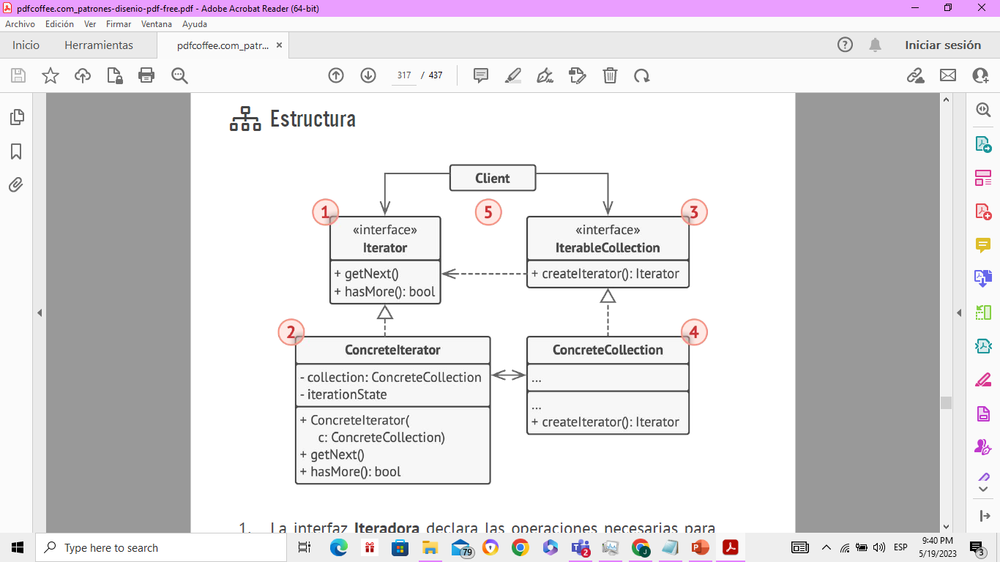 pdfcoffee.com_patrones-disenio-pdf-free.pdf - Adobe Acrobat Reader (64-bit)
Archivo Edición Ver Firmar Ventana Ayuda
Inicio Herramientas pdfcoffee.com_patr... ×
Iniciar sesión
317 / 437
Estructura
Client
1 5 3
«interface»
Iterator
+ getNext()
+ hasMore(): bool
«interface»
IterableCollection
+ createIterator(): Iterator
2
ConcreteIterator
- collection: ConcreteCollection
- iterationState
+ ConcreteIterator(
c: ConcreteCollection)
+ getNext()
+ hasMore(): bool
4
ConcreteCollection
...
...
+ createIterator(): Iterator
1. La interfaz Iteradora declara las operaciones necesarias para
Type here to search
79
2
ESP
9:40 PM
5/19/2023
3